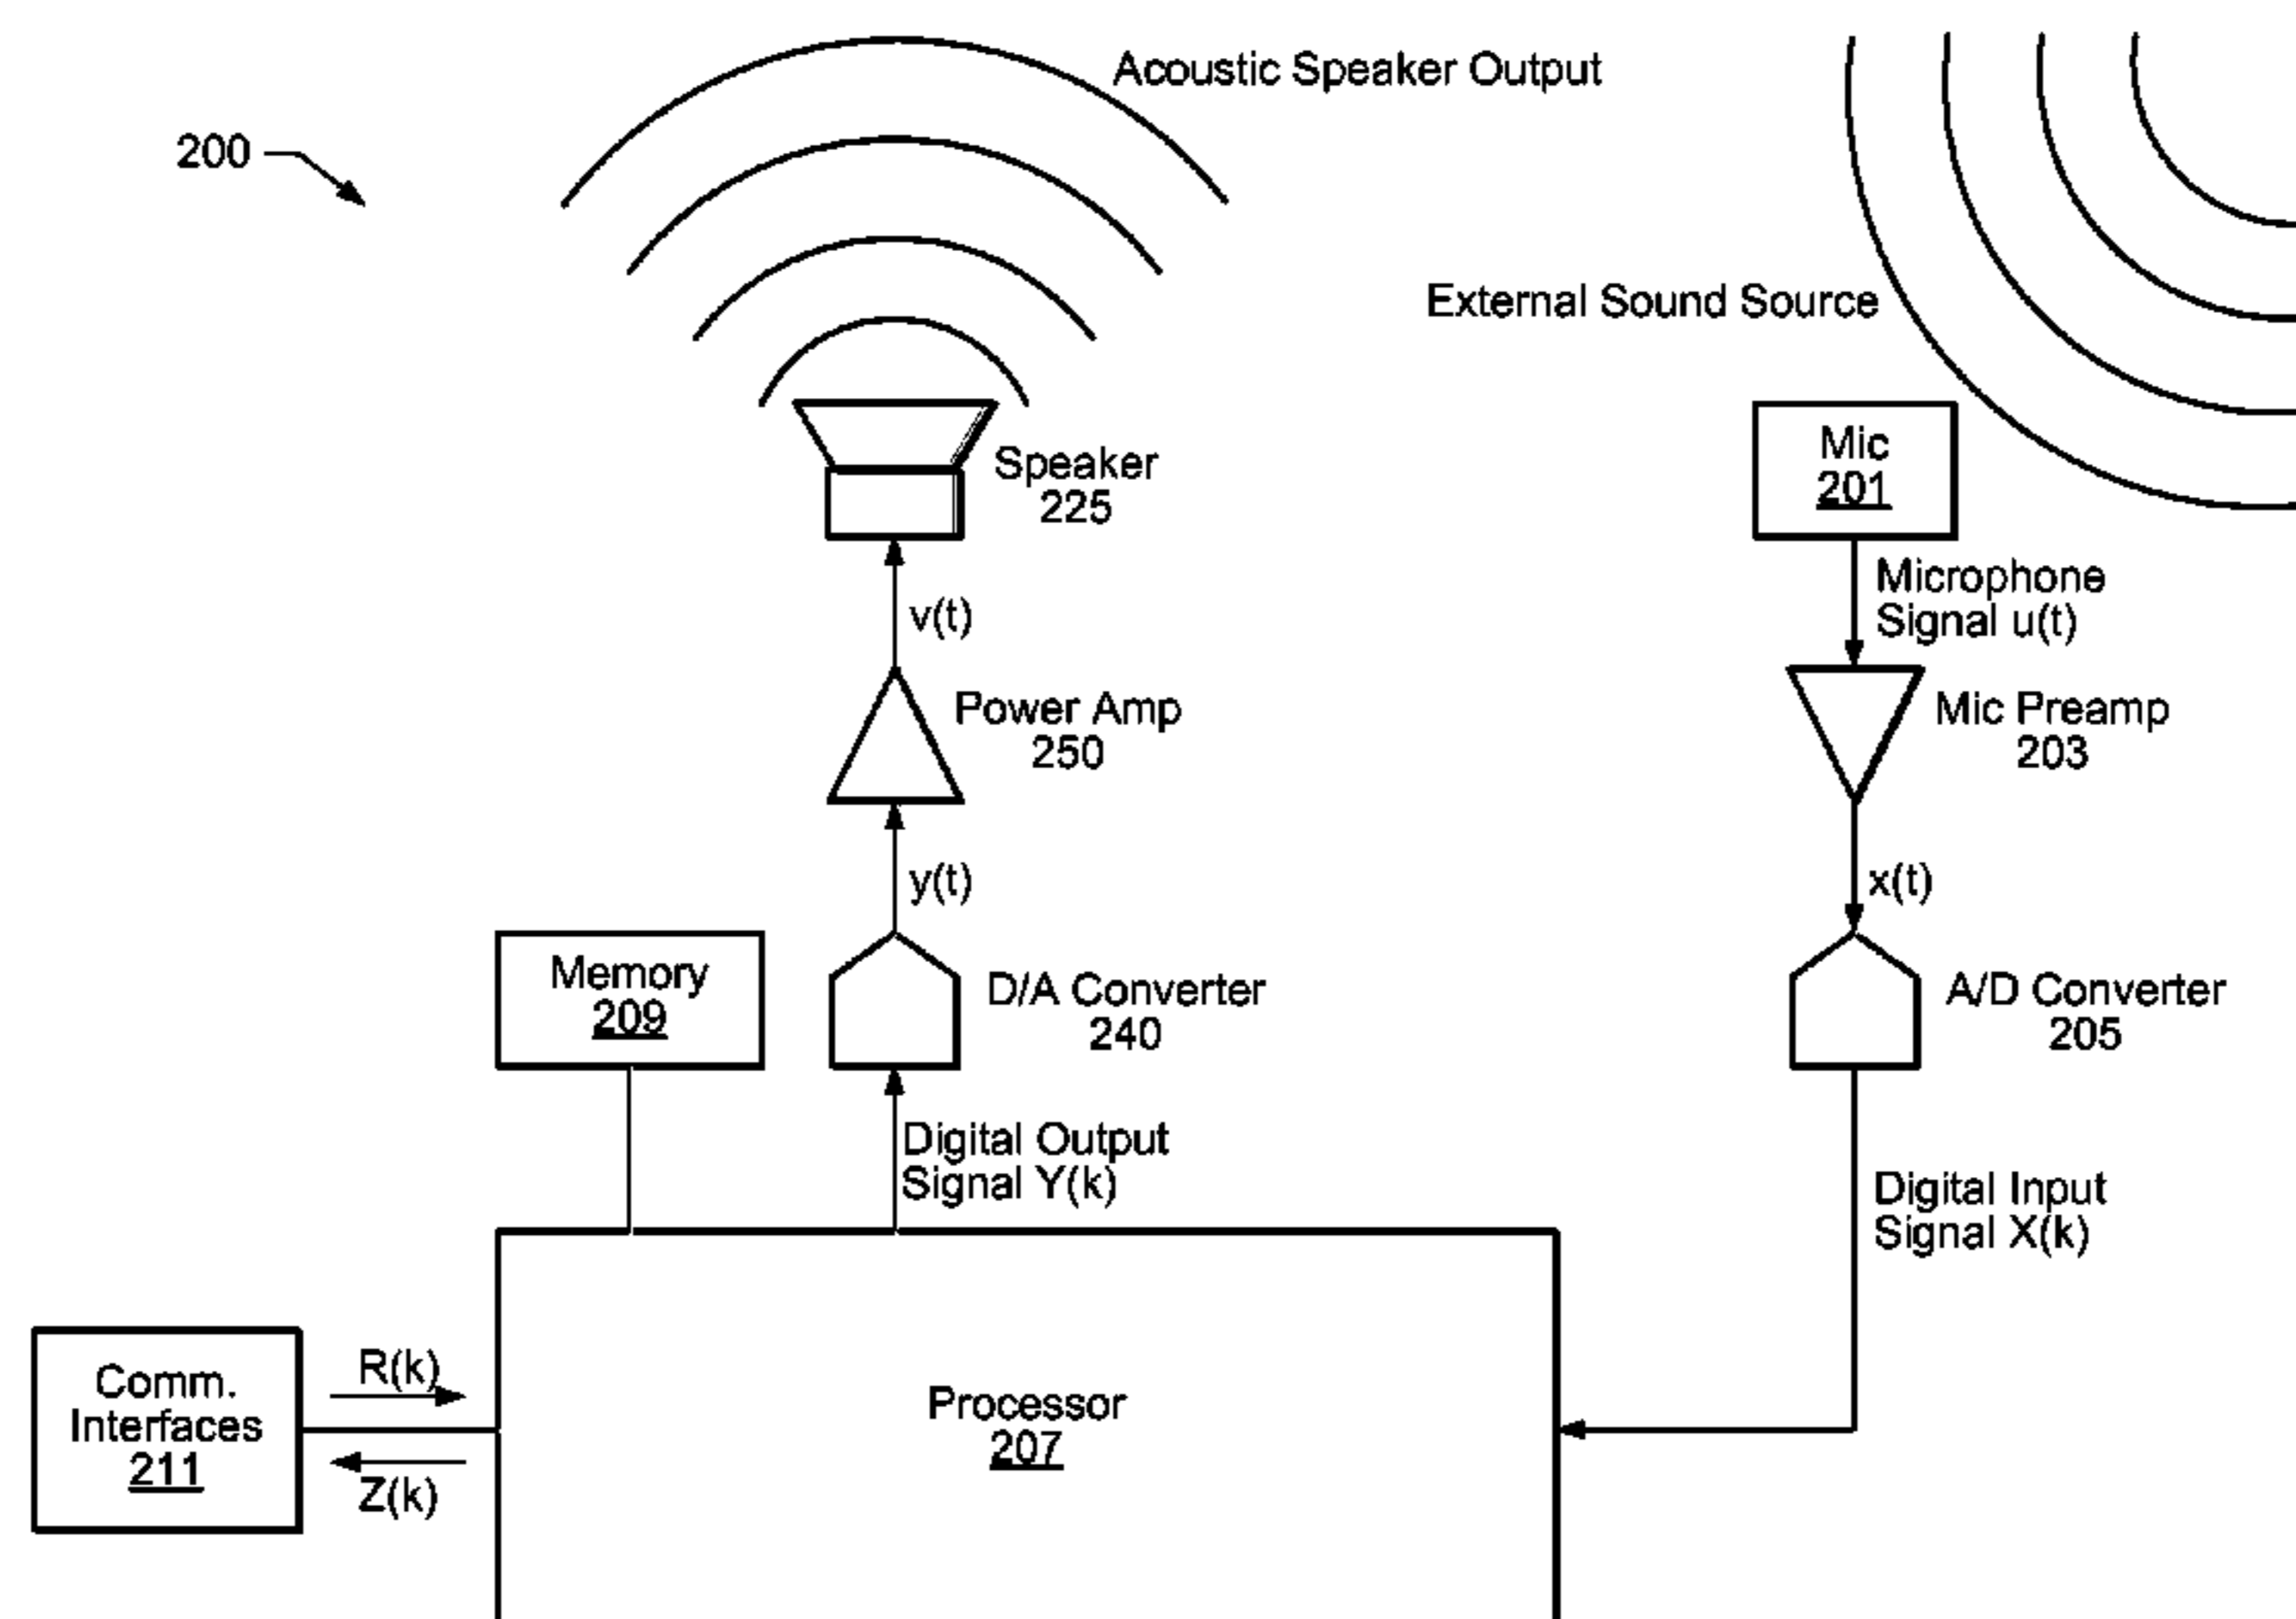 Acoustic Speaker Output
200
External Sound Source
Speaker
225
Mic
201
Microphone
Signal u(t)
v(t)
Power Amp
250
Mic Preamp
203
y(t)
x(t)
Memory
209
D/A Converter
240
A/D Converter
205
Digital Output
Signal Y(k)
Digital Input
Signal X(k)
Comm.
Interfaces
211
R(k)
Z(k)
Processor
207